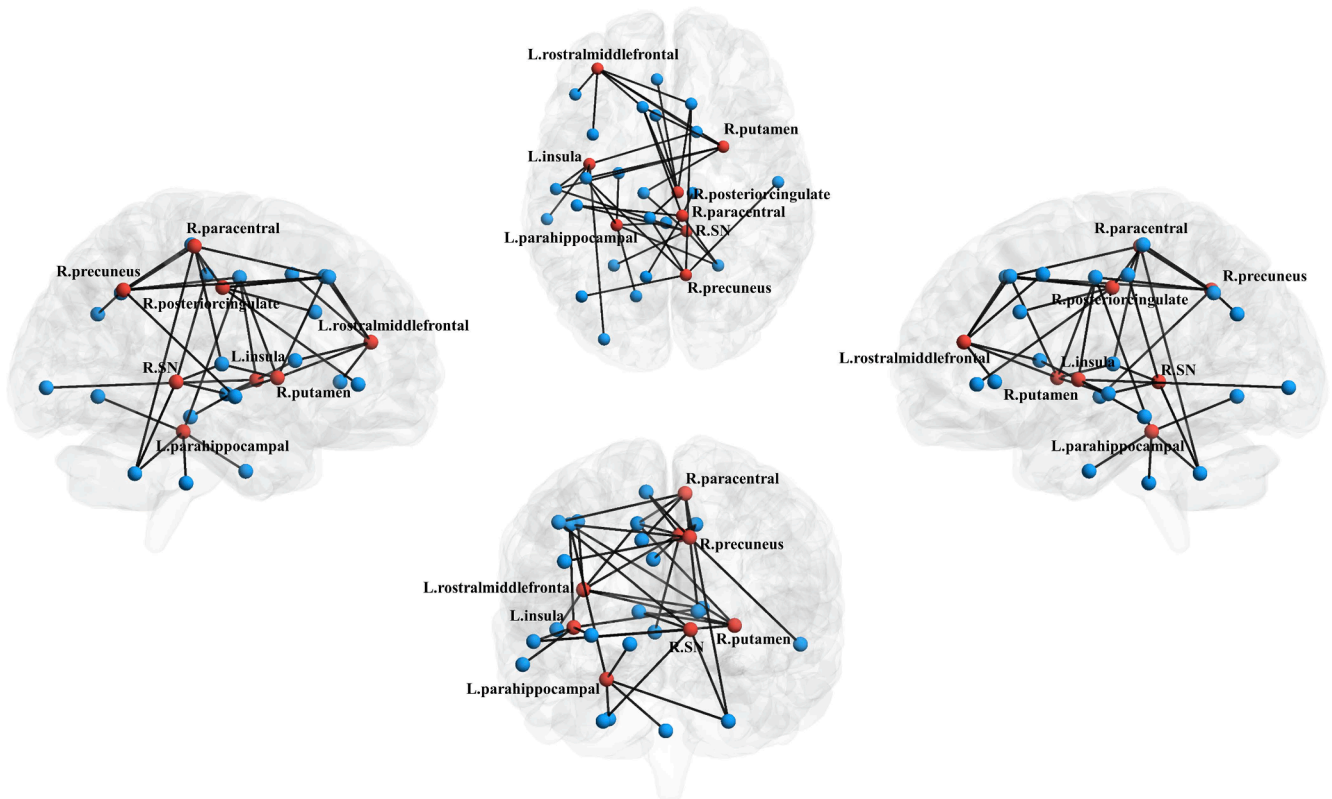 L.rostralmiddlefrontal
R.putamen
L.insula
R.posteriorcingulate
R.paracentral
L.parahippocampal
R.SN
R.precuneus
R.paracentral
R.precuneus
R.posteriorcingulate
L.rostralmiddlefrontal
L.insula
R.SN
R.putamen
L.parahippocampal
R.paracentral
R.precuneus
R.posteriorcingulate
L.rostralmiddlefrontal
L.insula
R.SN
R.putamen
L.parahippocampal
R.paracentral
R.precuneus
L.rostralmiddlefrontal
L.insula
R.putamen
R.SN
L.parahippocampal